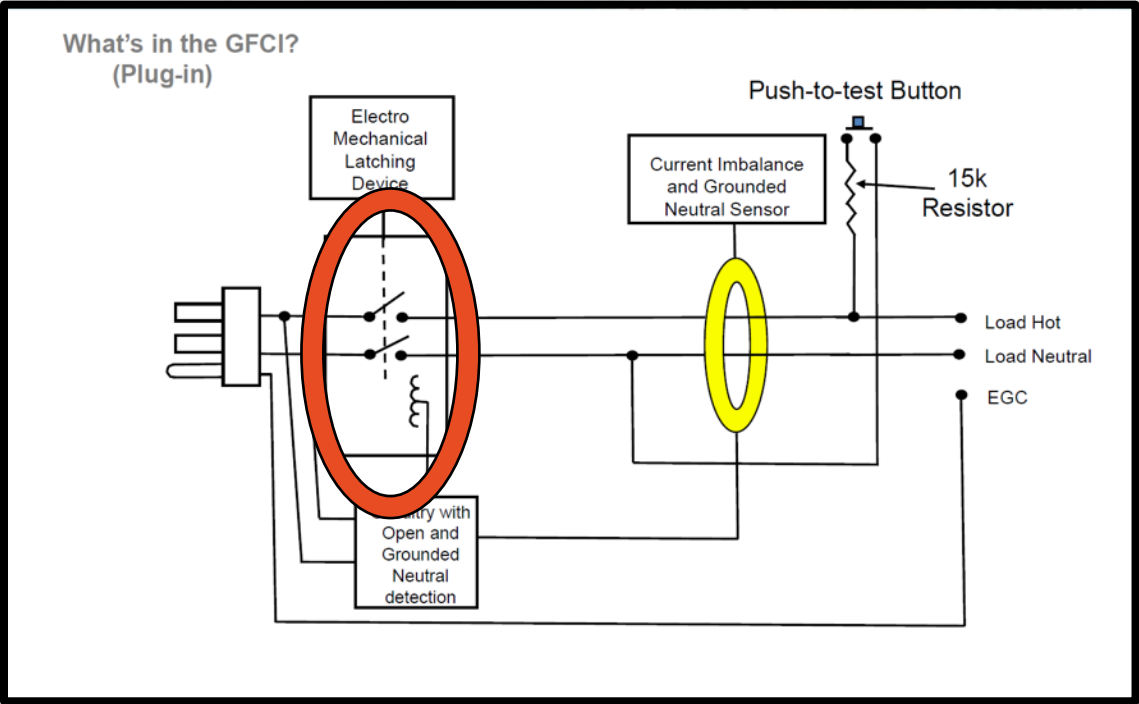 What's in the GFCI?
(Plug-in)
Push-to-test Button
Electro
Mechanical
Latching
Device
Current Imbalance
and Grounded
Neutral Sensor
15k
Resistor
Load Hot
Load Neutral
EGC
with
Open and
Grounded
Neutral
detection